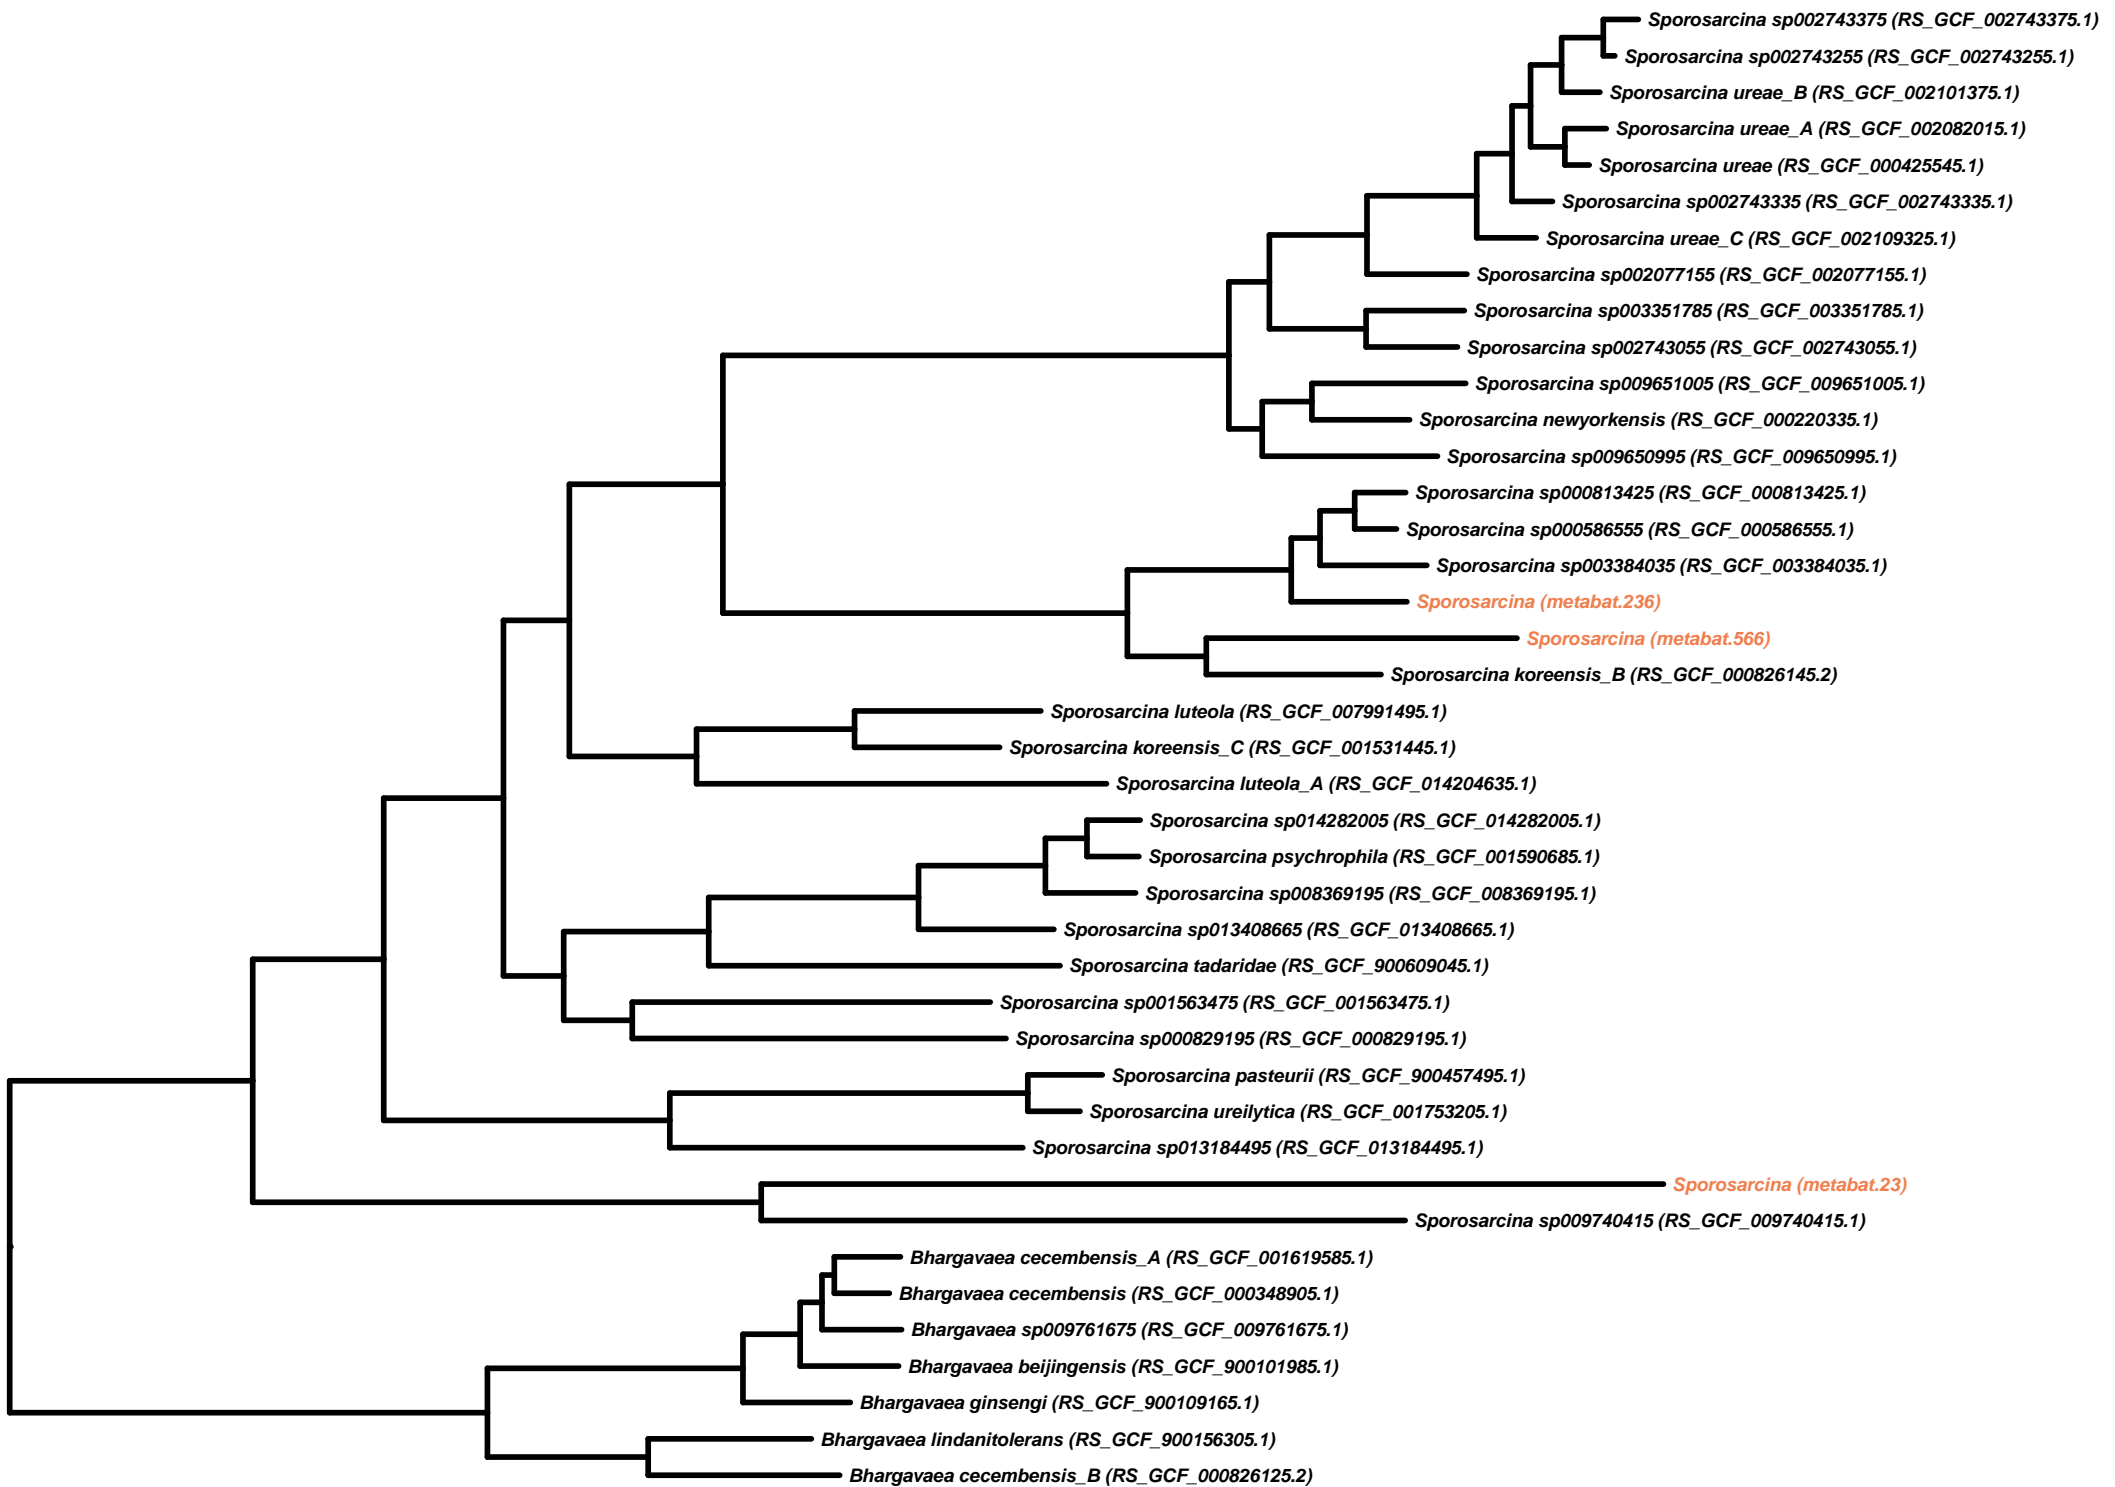 Sporosarcina sp002743375 (RS_GCF_002743375.1)
Sporosarcina sp002743255 (RS_GCF_002743255.1)
Sporosarcina ureae_B (RS_GCF_002101375.1)
Sporosarcina ureae_A (RS_GCF_002082015.1)
Sporosarcina ureae (RS_GCF_000425545.1)
Sporosarcina sp002743335 (RS_GCF_002743335.1)
Sporosarcina ureae_C (RS_GCF_002109325.1)
Sporosarcina sp002077155 (RS_GCF_002077155.1)
Sporosarcina sp003351785 (RS_GCF_003351785.1)
Sporosarcina sp002743055 (RS_GCF_002743055.1)
Sporosarcina sp009651005 (RS_GCF_009651005.1)
Sporosarcina newyorkensis (RS_GCF_000220335.1)
Sporosarcina sp009650995 (RS_GCF_009650995.1)
Sporosarcina sp000813425 (RS_GCF_000813425.1)
Sporosarcina sp000586555 (RS_GCF_000586555.1)
Sporosarcina sp003384035 (RS_GCF_003384035.1)
Sporosarcina (metabat.236)
Sporosarcina (metabat.566)
Sporosarcina koreensis_B (RS_GCF_000826145.2)
Sporosarcina luteola (RS_GCF_007991495.1)
Sporosarcina koreensis_C (RS_GCF_001531445.1)
Sporosarcina luteola_A (RS_GCF_014204635.1)
Sporosarcina sp014282005 (RS_GCF_014282005.1)
Sporosarcina psychrophila (RS_GCF_001590685.1)
Sporosarcina sp008369195 (RS_GCF_008369195.1)
Sporosarcina sp013408665 (RS_GCF_013408665.1)
Sporosarcina tadaridae (RS_GCF_900609045.1)
Sporosarcina sp001563475 (RS_GCF_001563475.1)
Sporosarcina sp000829195 (RS_GCF_000829195.1)
Sporosarcina pasteurii (RS_GCF_900457495.1)
Sporosarcina ureilytica (RS_GCF_001753205.1)
Sporosarcina sp013184495 (RS_GCF_013184495.1)
Sporosarcina (metabat.23)
Sporosarcina sp009740415 (RS_GCF_009740415.1)
Bhargavaea cecembensis_A (RS_GCF_001619585.1)
Bhargavaea cecembensis (RS_GCF_000348905.1)
Bhargavaea sp009761675 (RS_GCF_009761675.1)
Bhargavaea beijingensis (RS_GCF_900101985.1)
Bhargavaea ginsengi (RS_GCF_900109165.1)
Bhargavaea lindanitolerans (RS_GCF_900156305.1)
Bhargavaea cecembensis_B (RS_GCF_000826125.2)